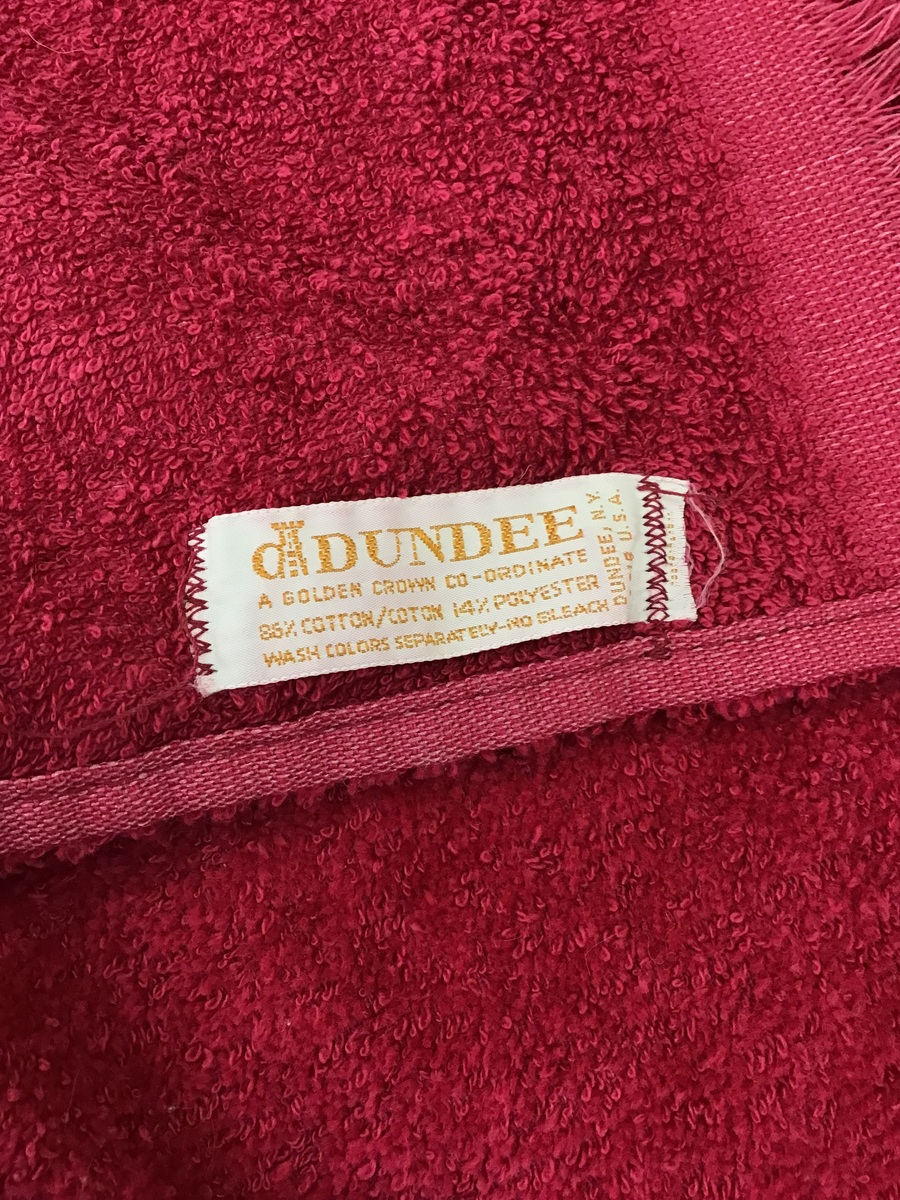 d DUNDEE
A GOLDEN CROWN CO-ORDINATE
86% COTTON/COTON 14% POLYESTER
WASH COLORS SEPARATELY-NO BLEACH
DUNDEE, N.Y.
U.S.A.